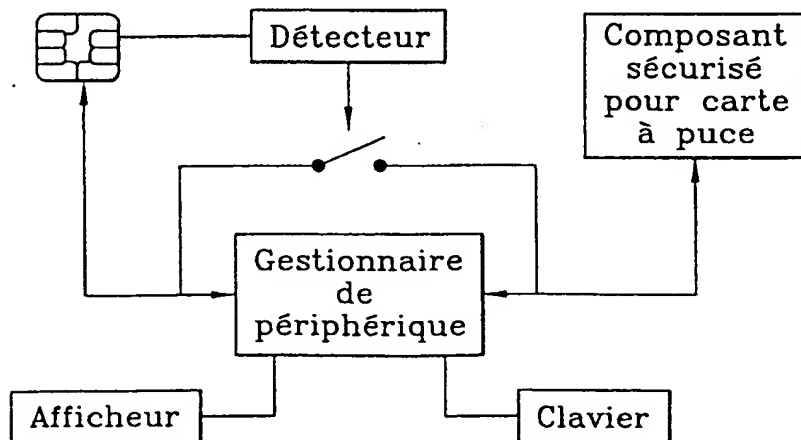 Détecteur
Composant
sécurisé
pour carte
à puce
Gestionnaire
de
périphérique
Afficheur
Clavier